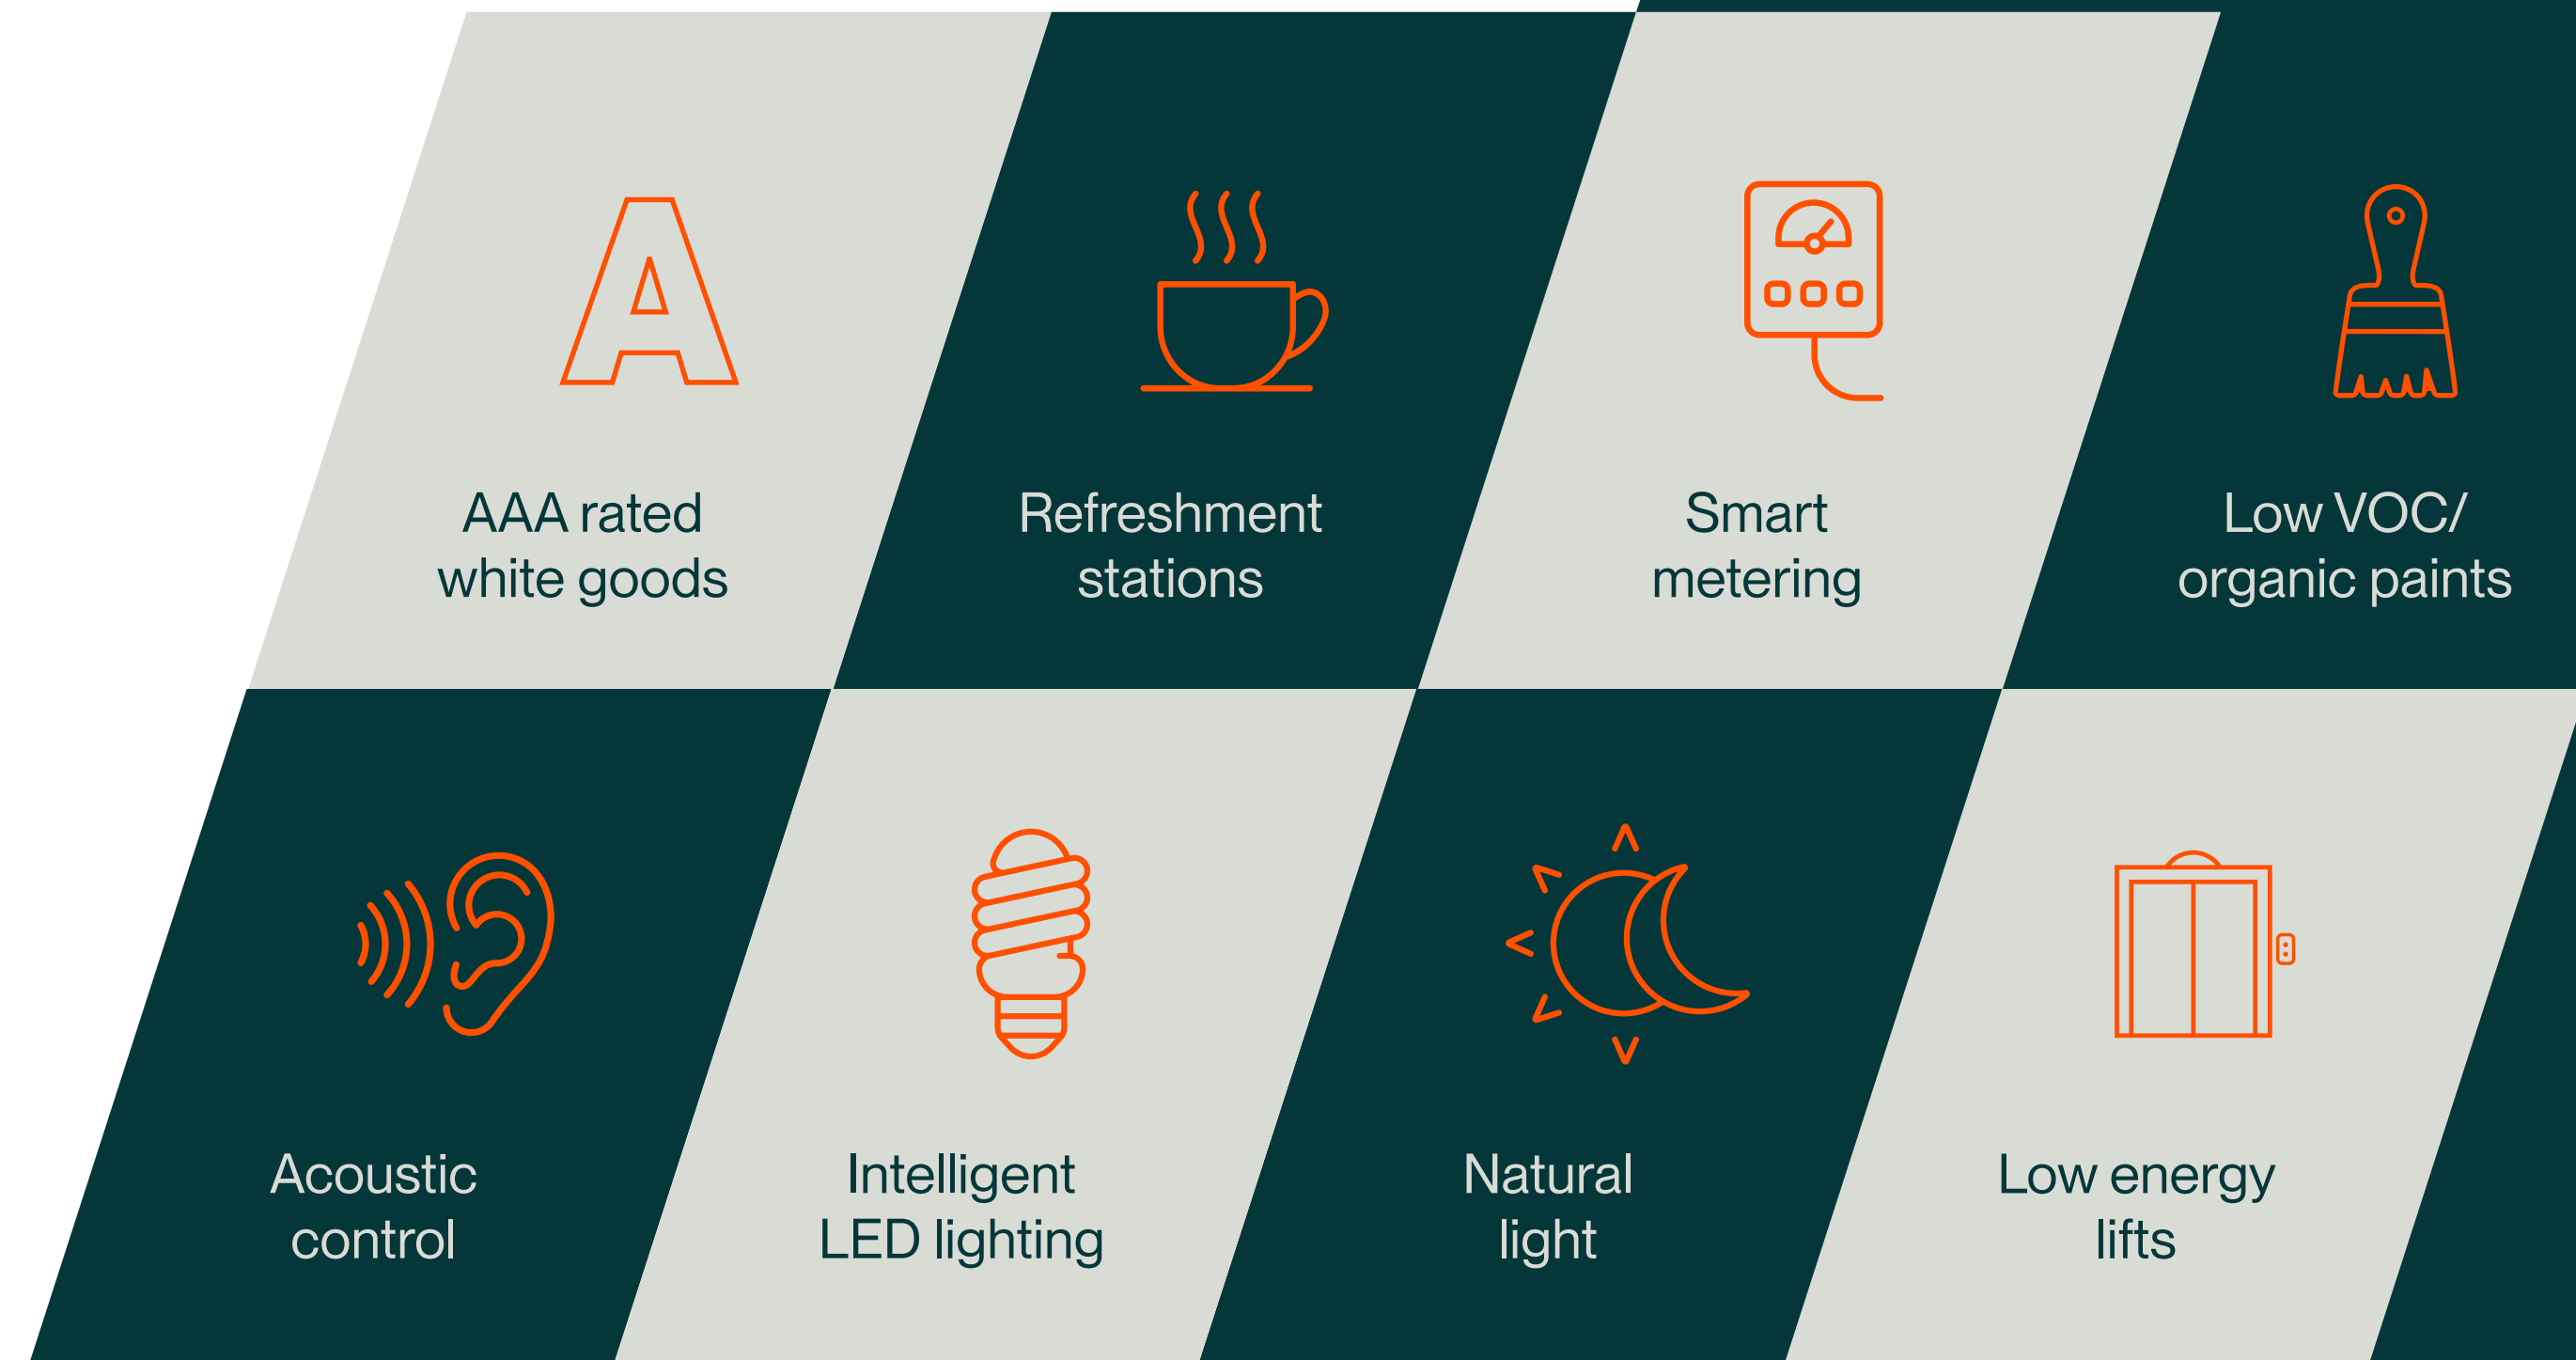 AAA rated
white goods
Refreshment
stations
Smart
metering
Low VOC/
organic paints
Acoustic
control
Intelligent
LED lighting
Natural
light
Low energy
lifts